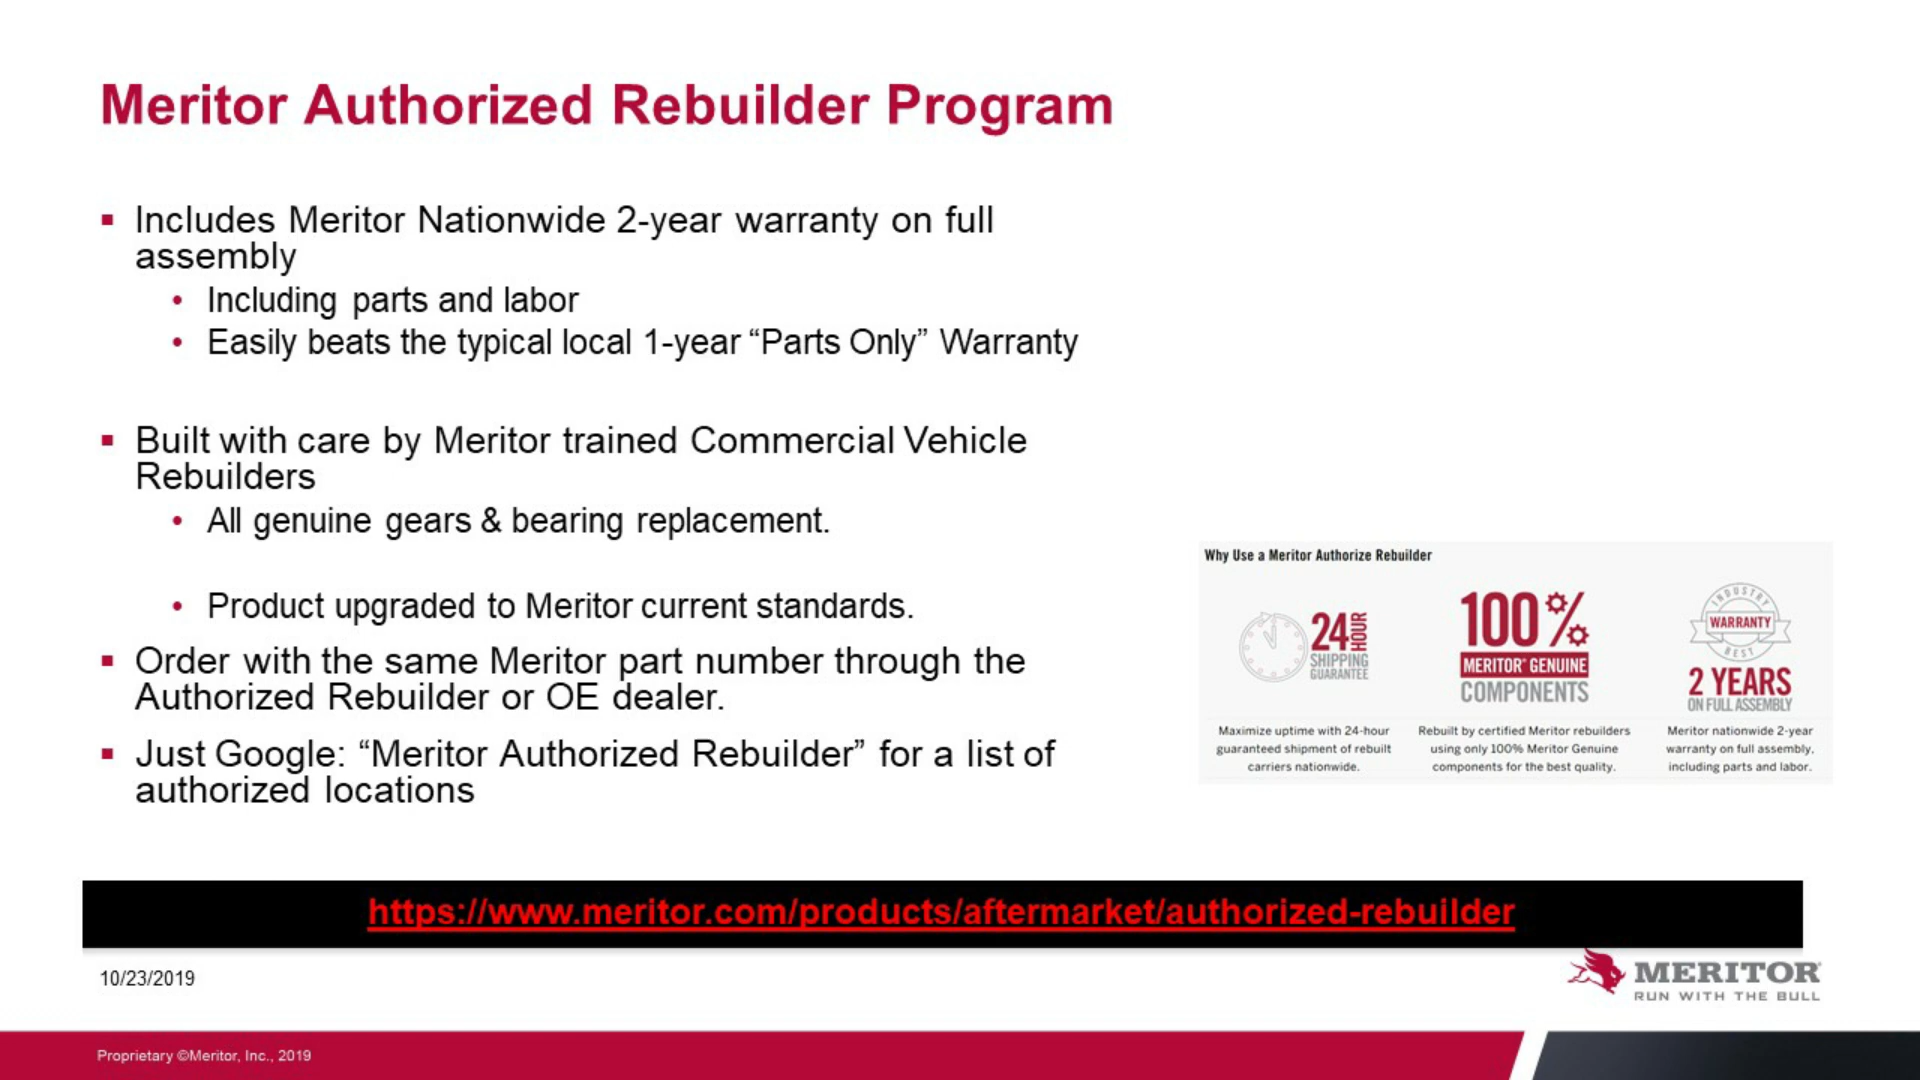 Meritor Authorized Rebuilder Program
▪ Includes Meritor Nationwide 2-year warranty on full
assembly
• Including parts and labor
• Easily beats the typical local 1-year “Parts Only” Warranty
▪ Built with care by Meritor trained Commercial Vehicle
Rebuilders
• All genuine gears & bearing replacement.
• Product upgraded to Meritor current standards.
▪ Order with the same Meritor part number through the
Authorized Rebuilder or OE dealer.
▪ Just Google: “Meritor Authorized Rebuilder” for a list of
authorized locations
Why Use a Meritor Authorize Rebuilder
24 HOUR
SHIPPING
GUARANTEE
Maximize uptime with 24-hour
guaranteed shipment of rebuilt
carriers nationwide.
100%
MERITOR® GENUINE
COMPONENTS
Rebuilt by certified Meritor rebuilders
using only 100% Meritor Genuine
components for the best quality.
INDUSTRY
WARRANTY
BEST
2 YEARS
ON FULL ASSEMBLY
Meritor nationwide 2-year
warranty on full assembly,
including parts and labor.
https://www.meritor.com/products/aftermarket/authorized-rebuilder
10/23/2019
MERITOR
RUN WITH THE BULL
Proprietary ©Meritor, Inc., 2019